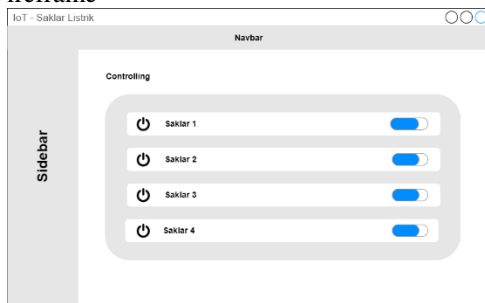 IoT - Saklar Listrik
Navbar
Controlling
Sidebar
Saklar 1
Saklar 2
Saklar 3
Saklar 4